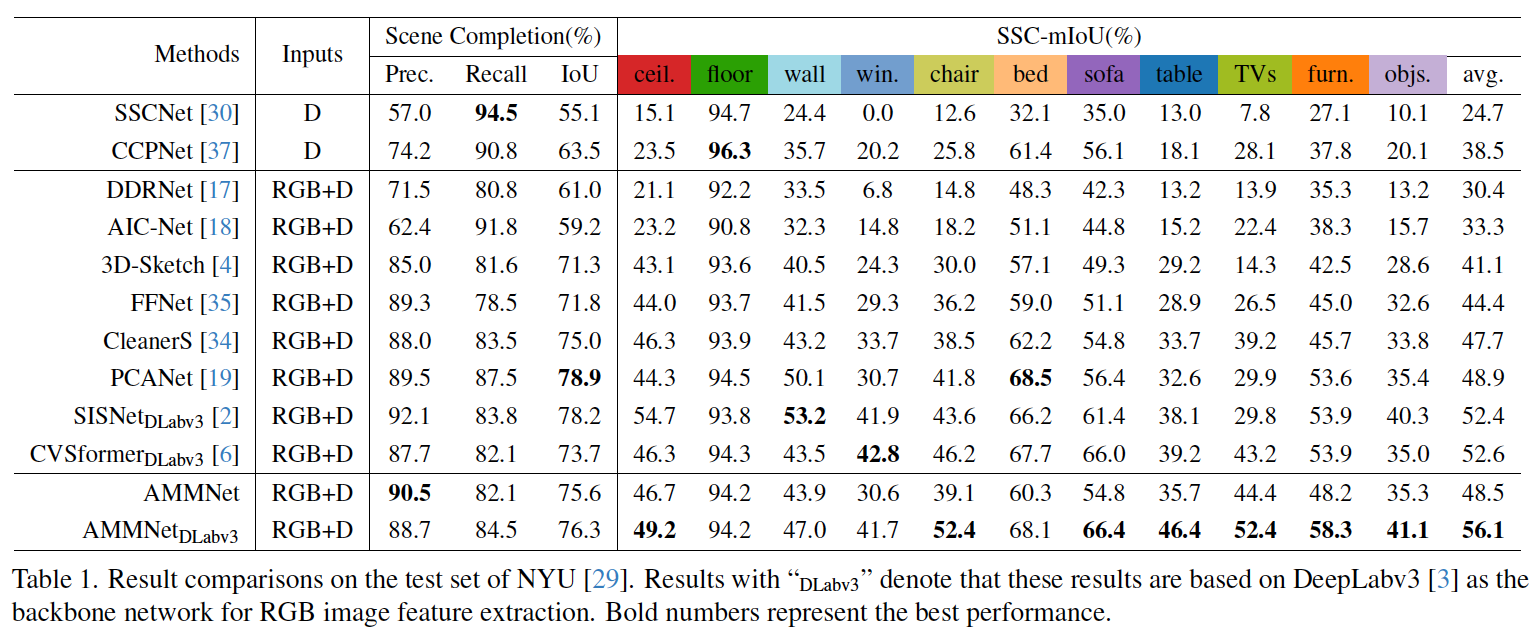 Methods Inputs Scene Completion(%) SSC-mIoU(%)
Prec. Recall IoU ceil. floor wall win. chair bed sofa table TVs furn. objs. avg.
SSCNet [30] D 57.0 94.5 55.1 15.1 94.7 24.4 0.0 12.6 32.1 35.0 13.0 7.8 27.1 10.1 24.7
CCPNet [37] D 74.2 90.8 63.5 23.5 96.3 35.7 20.2 25.8 61.4 56.1 18.1 28.1 37.8 20.1 38.5
DDRNet [17] RGB+D 71.5 80.8 61.0 21.1 92.2 33.5 6.8 14.8 48.3 42.3 13.2 13.9 35.3 13.2 30.4
AIC-Net [18] RGB+D 62.4 91.8 59.2 23.2 90.8 32.3 14.8 18.2 51.1 44.8 15.2 22.4 38.3 15.7 33.3
3D-Sketch [4] RGB+D 85.0 81.6 71.3 43.1 93.6 40.5 24.3 30.0 57.1 49.3 29.2 14.3 42.5 28.6 41.1
FFNet [35] RGB+D 89.3 78.5 71.8 44.0 93.7 41.5 29.3 36.2 59.0 51.1 28.9 26.5 45.0 32.6 44.4
CleanerS [34] RGB+D 88.0 83.5 75.0 46.3 93.9 43.2 33.7 38.5 62.2 54.8 33.7 39.2 45.7 33.8 47.7
PCANet [19] RGB+D 89.5 87.5 78.9 44.3 94.5 50.1 30.7 41.8 68.5 56.4 32.6 29.9 53.6 35.4 48.9
SISNetDLabv3 [2] RGB+D 92.1 83.8 78.2 54.7 93.8 53.2 41.9 43.6 66.2 61.4 38.1 29.8 53.9 40.3 52.4
CVSformerDLabv3 [6] RGB+D 87.7 82.1 73.7 46.3 94.3 43.5 42.8 46.2 67.7 66.0 39.2 43.2 53.9 35.0 52.6
AMMNet RGB+D 90.5 82.1 75.6 46.7 94.2 43.9 30.6 39.1 60.3 54.8 35.7 44.4 48.2 35.3 48.5
AMMNetDLabv3 RGB+D 88.7 84.5 76.3 49.2 94.2 47.0 41.7 52.4 68.1 66.4 46.4 52.4 58.3 41.1 56.1
Table 1. Result comparisons on the test set of NYU [29]. Results with “DLabv3” denote that these results are based on DeepLabv3 [3] as the
backbone network for RGB image feature extraction. Bold numbers represent the best performance.